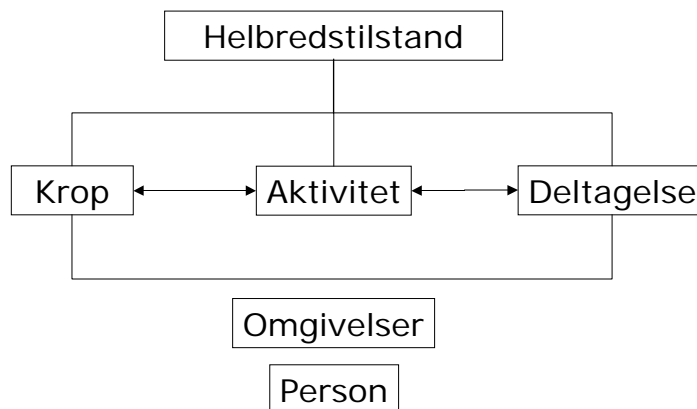 Helbredstilstand
Krop
Aktivitet
Deltagelse
Omgivelser
Person